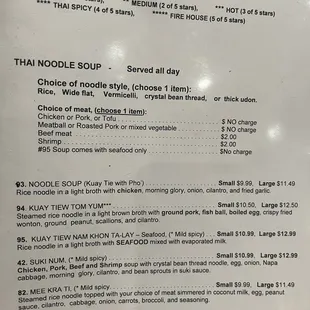 ** MEDIUM (2 of 5 stars), *** HOT (3 of 5 stars)
**** THAI SPICY (4 of 5 stars), ***** FIRE HOUSE (5 of 5 stars)
THAI NOODLE SOUP - Served all day
Choice of noodle style, (choose 1 item):
Rice, Wide flat, Vermicelli, crystal bean thread, or thick udon.
Choice of meat, (choose 1 item):
Chicken or Pork, or Tofu ........ $ NO charge
Meatball or Roasted Pork or mixed vegetable ........ $ NO charge
Beef meat ........ $2.00
Shrimp ........ $2.00
#95 Soup comes with seafood only ........ $No charge
93. NOODLE SOUP (Kuay Tie with Pho) ........ Small $9.99, Large $11.49
Rice noodle in a light broth with chicken, morning glory, onion, cilantro, and fried garlic.
94. KUAY TIEW TOM YUM*** ........ Small $10.50, Large $12.50
Steamed rice noodle in a light brown broth with ground pork, fish ball, boiled egg, crispy fried
wonton, ground peanut, scallions, and cilantro.
95. KUAY TIEW NAM KHON TA-LAY – Seafood, (* Mild spicy) . Small $10.99, Large $12.99
Rice noodle in a light broth with SEAFOOD mixed with evaporated milk.
42. SUKI NUM, (* Mild spicy) ........ Small $10.99, Large $12.99
Chicken, Pork, Beef and Shrimp soup with crystal bean thread noodle, egg, onion, Napa
cabbage, morning glory, cilantro, and bean sprouts in suki sauce.
82. MEE KRA TI, (* Mild spicy) ........ Small $9.99, Large $11.49
Steamed rice noodle topped with your choice of meat simmered in coconut milk, egg, peanut
sauce, cilantro, cabbage, onion, carrots, broccoli, and seasoning.